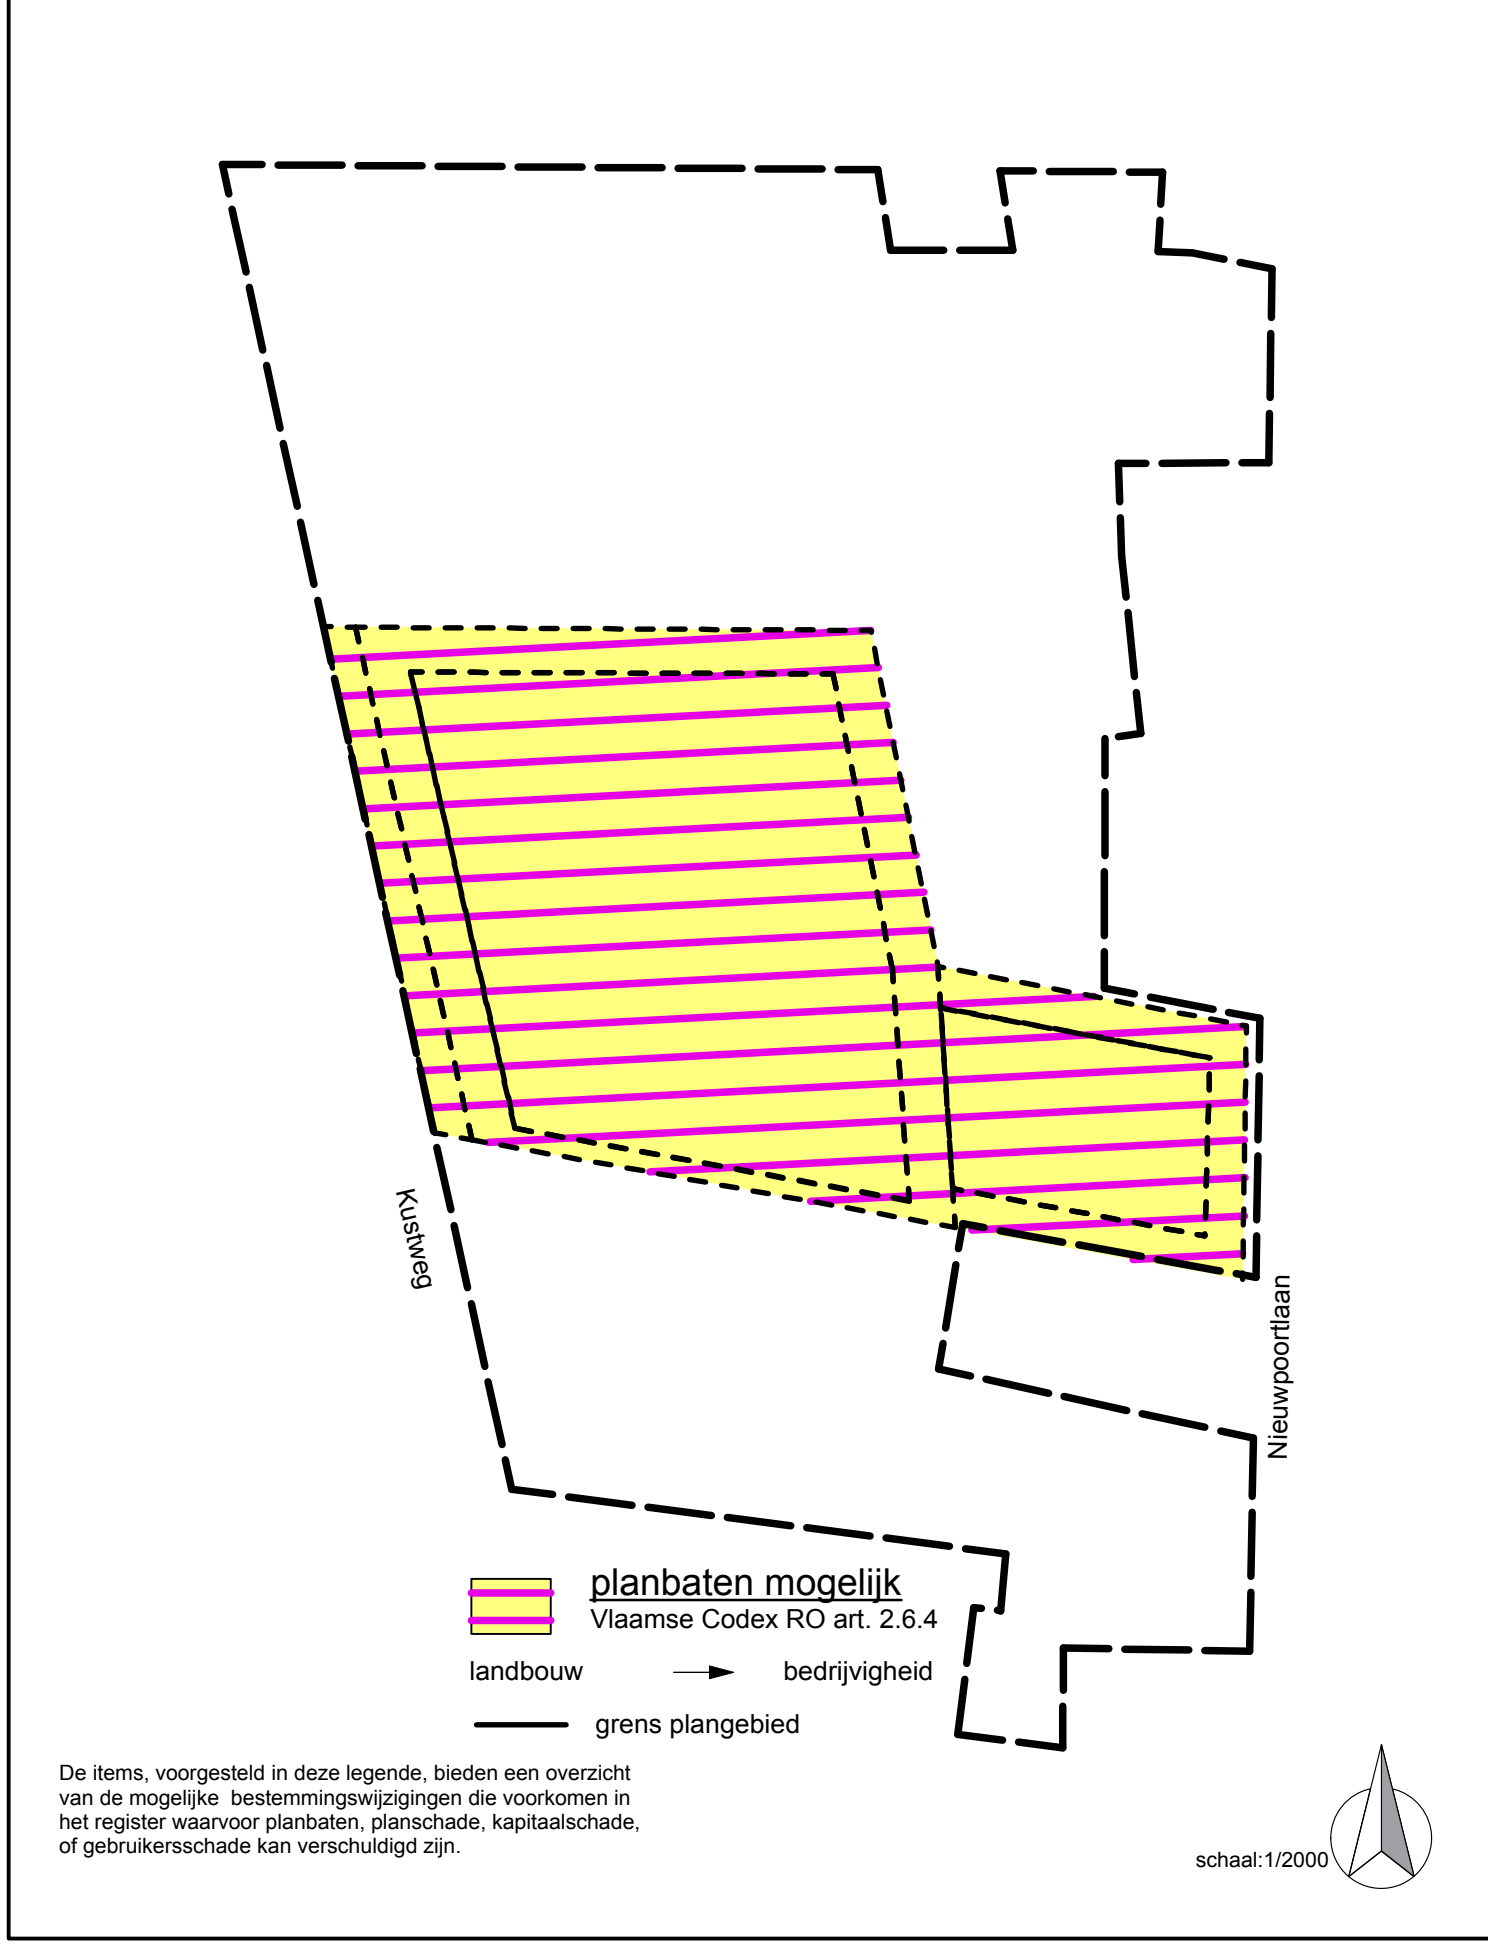 Kustweg
Nieuwpoortlaan
planbaten mogelijk
Vlaamse Codex RO art. 2.6.4
landbouw bedrijvigheid
grens plangebied
De items, voorgesteld in deze legende, bieden een overzicht
van de mogelijke bestemmingswijzigingen die voorkomen in
het register waarvoor planbaten, planschade, kapitaalschade,
of gebruikersschade kan verschuldigd zijn.
schaal:1/2000